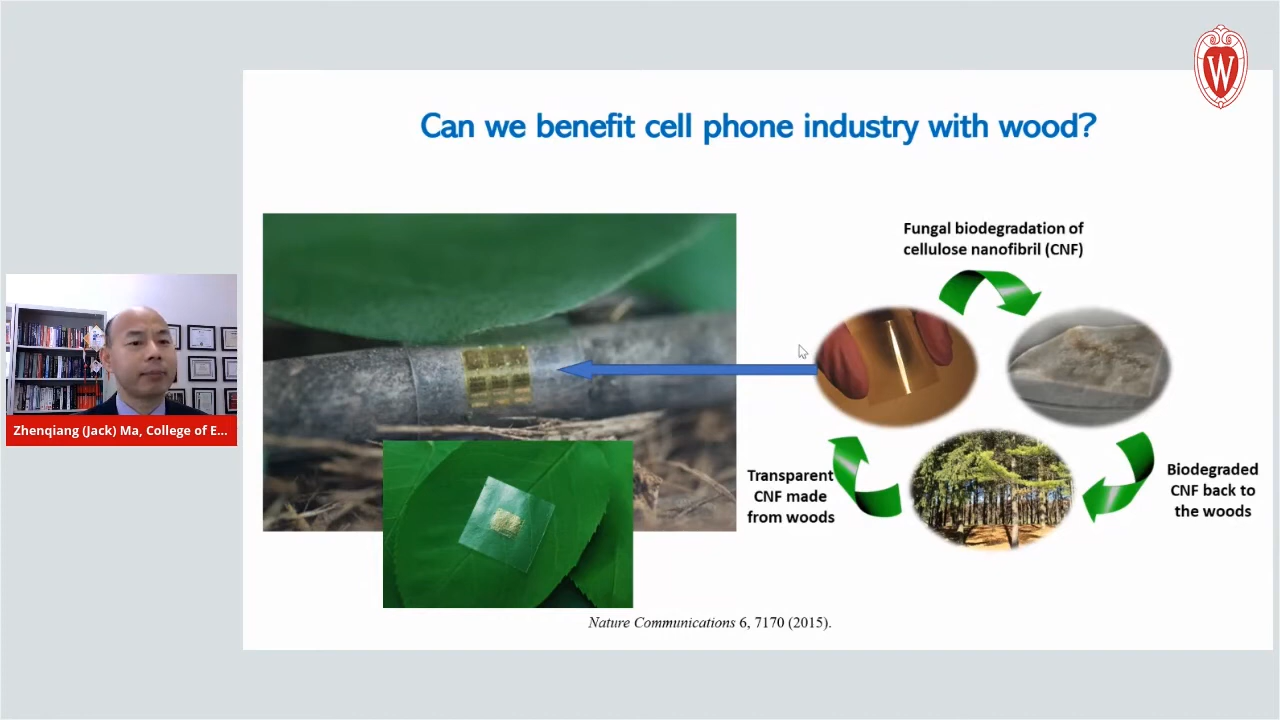 W
Can we benefit cell phone industry with wood?
Fungal biodegradation of
cellulose nanofibril (CNF)
Transparent
CNF made
from woods
Biodegraded
CNF back to
the woods
Nature Communications 6, 7170 (2015).
Zhenqiang (Jack) Ma, College of E...